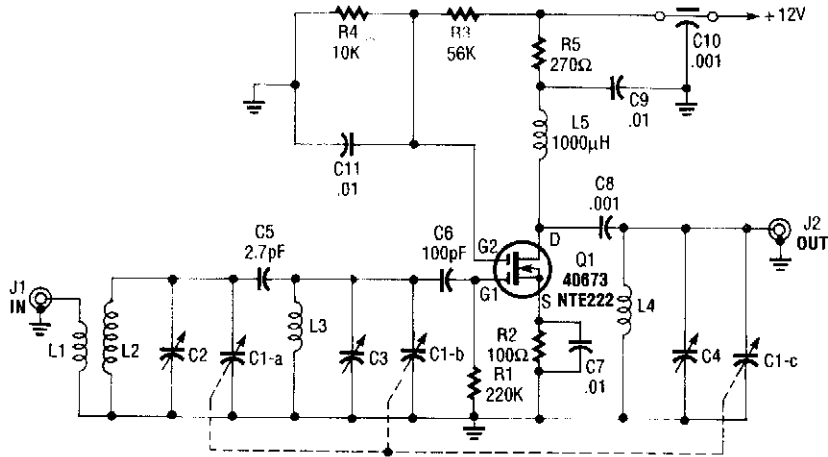 R4
10K
R3
56K
R5
270Ω
C10
.001
+12V
C9
.01
L5
1000µH
C11
.01
C8
.001
J2
OUT
C5
2.7pF
C6
100pF
G2
D
Q1
40673
NTE222
G1
S
J1
IN
L1
L2
C2
C1-a
L3
C3
C1-b
R2
100Ω
R1
220K
C7
.01
L4
C4
C1-c